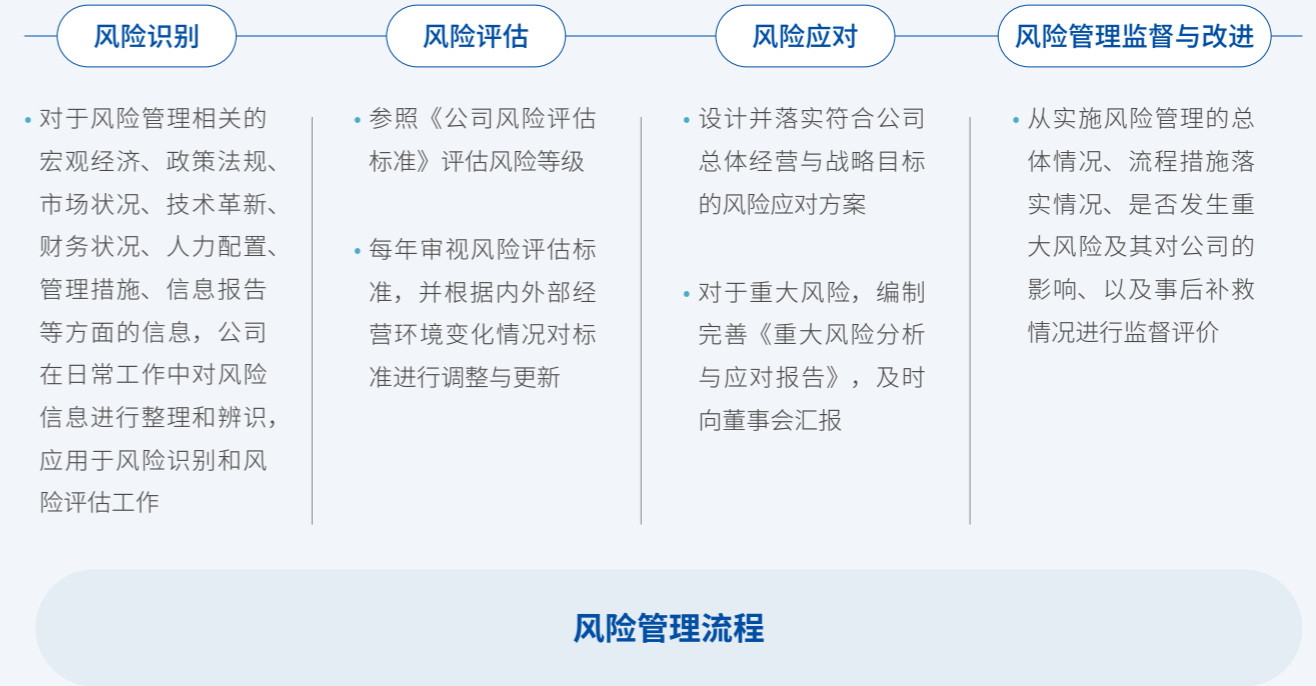 风险识别
对于风险管理相关的
宏观经济、政策法规、
市场状况、技术革新、
财务状况、人力配置、
管理措施、信息报告
等方面的信息，公司
在日常工作中对风险
信息进行整理和辨识，
应用于风险识别和风
险评估工作
风险评估
参照《公司风险评估
标准》评估风险等级
每年审视风险评估标
准，并根据内外部经
营环境变化情况对标
准进行调整与更新
风险应对
设计并落实符合公司
总体经营与战略目标
的风险应对方案
对于重大风险，编制
完善《重大风险分析
与应对报告》，及时
向董事会汇报
风险管理监督与改进
从实施风险管理的总
体情况、流程措施落
实情况、是否发生重
大风险及其对公司的
影响、以及事后补救
情况进行监督评价
风险管理流程